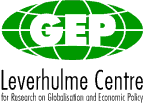 GEP
Leverhulme Centre
for Research on Globalisation and Economic Policy